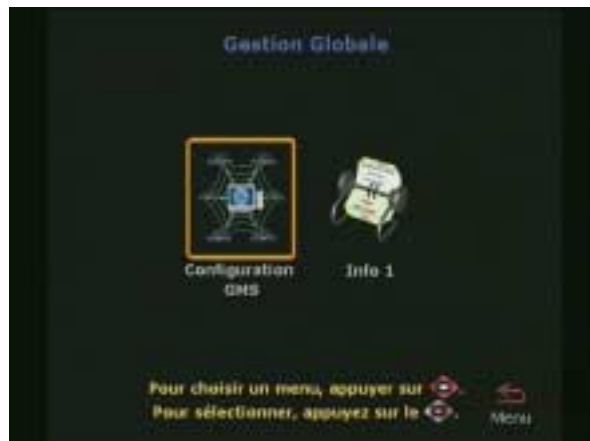 Gestion Globale
Configuration
GMS
Info 1
Pour choisir un menu, appuyer sur
.
Pour sélectionner, appuyez sur le
.
Menu